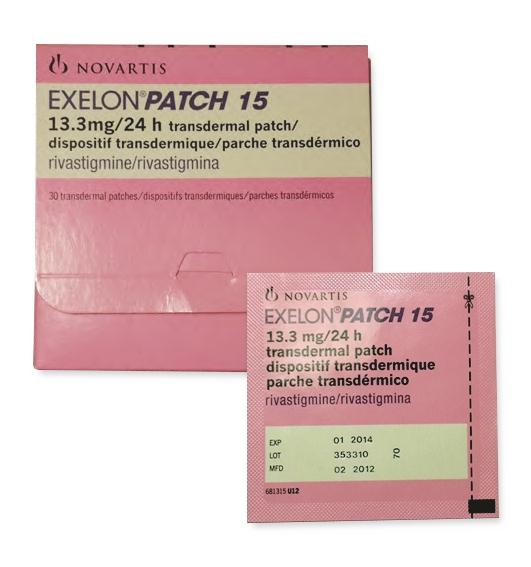 NOVARTIS
EXELON®PATCH 15
13.3mg/24 h transdermal patch/
dispositif transdermique/parche transdérmico
rivastigmine/rivastigmina
30 transdermal patches/dispositifs transdermiques/parches transdérmicos
NOVARTIS
EXELON®PATCH 15
13.3 mg/24 h
transdermal patch
dispositif transdermique
parche transdérmico
rivastigmine/rivastigmina
EXP 01 2014
LOT 353310 70
MFD 02 2012
681315 U12